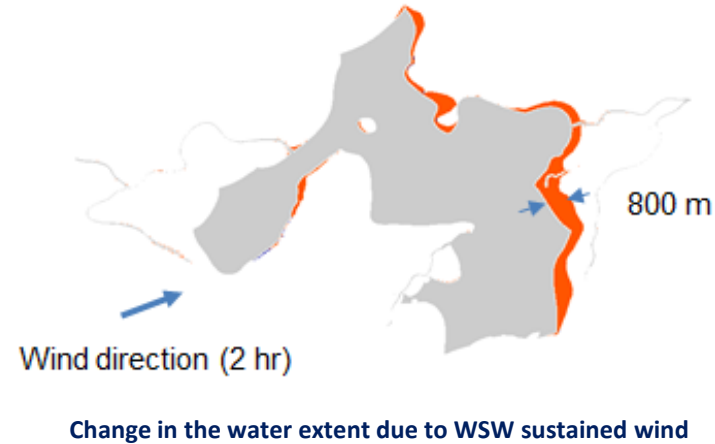 800 m
Wind direction (2 hr)
Change in the water extent due to WSW sustained wind